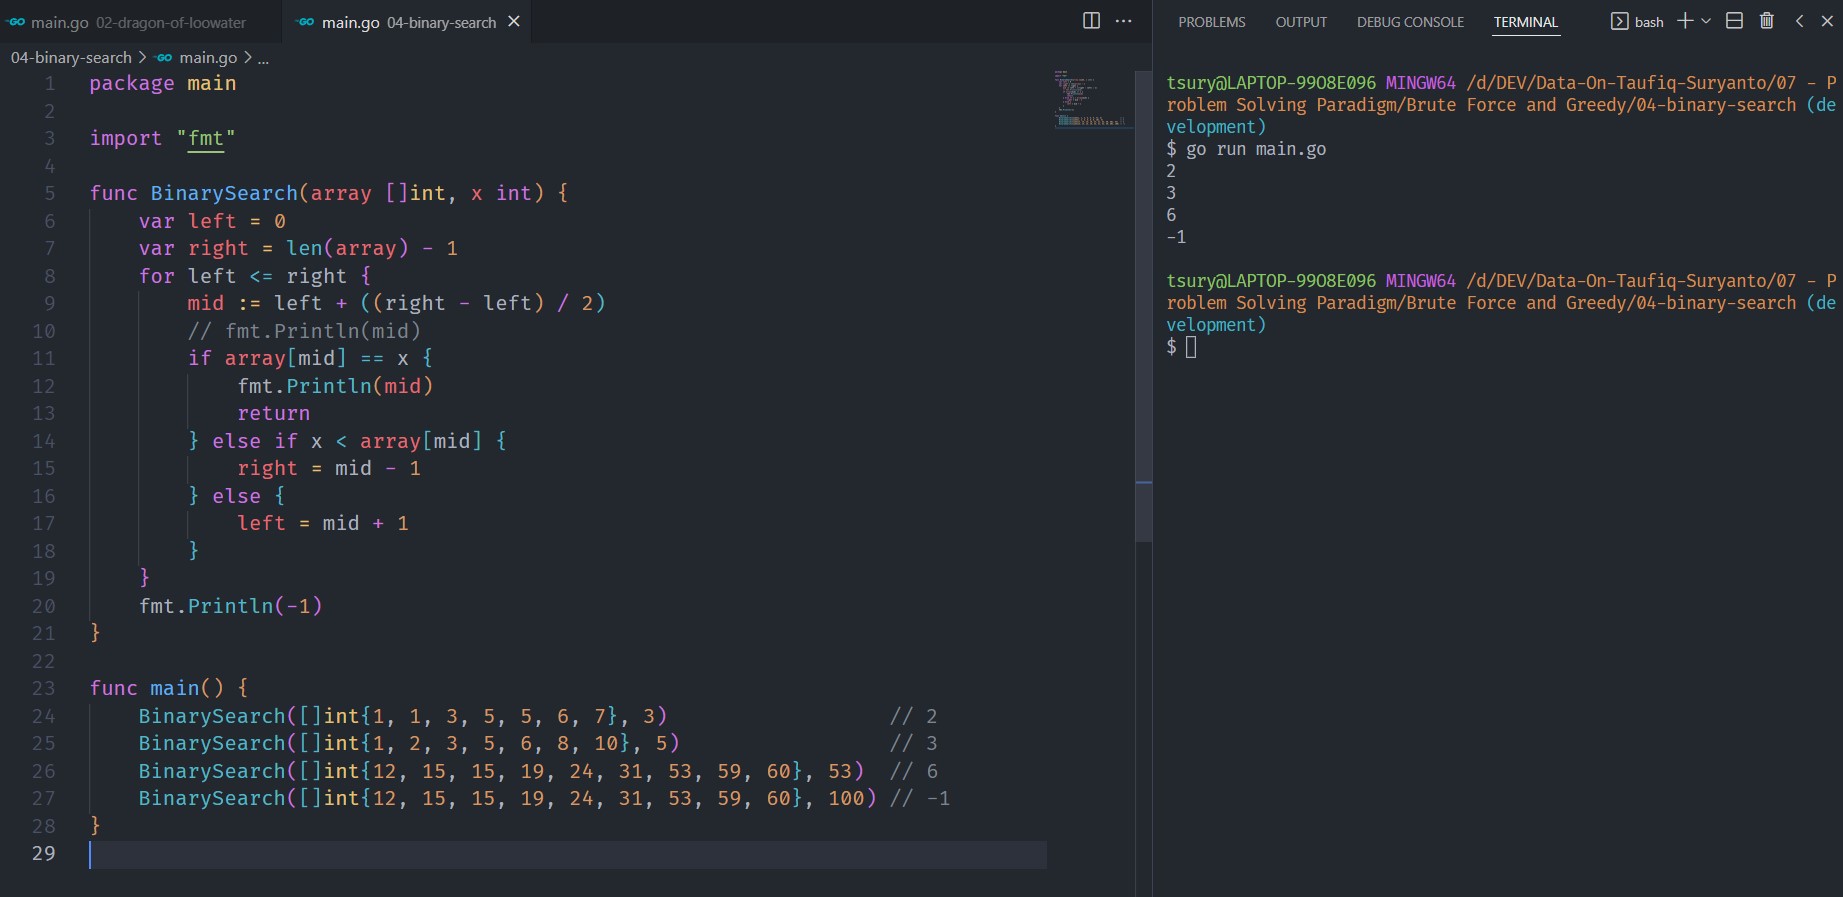 main.go 02-dragon-of-loowater main.go 04-binary-search
04-binary-search > main.go > ...
1 package main
2
3 import "fmt"
4
5 func BinarySearch(array []int, x int) {
6 var left = 0
7 var right = len(array) - 1
8 for left <= right {
9 mid := left + ((right - left) / 2)
10 // fmt.Println(mid)
11 if array[mid] == x {
12 fmt.Println(mid)
13 return
14 } else if x < array[mid] {
15 right = mid - 1
16 } else {
17 left = mid + 1
18 }
19 }
20 fmt.Println(-1)
21 }
22
23 func main() {
24 BinarySearch([]int{1, 1, 3, 5, 5, 6, 7}, 3) // 2
25 BinarySearch([]int{1, 2, 3, 5, 6, 8, 10}, 5) // 3
26 BinarySearch([]int{12, 15, 15, 19, 24, 31, 53, 59, 60}, 53) // 6
27 BinarySearch([]int{12, 15, 15, 19, 24, 31, 53, 59, 60}, 100) // -1
28 }
29
PROBLEMS OUTPUT DEBUG CONSOLE TERMINAL bash
tsury@LAPTOP-99O8E096 MINGW64 /d/DEV/Data-On-Taufiq-Suryanto/07 - P
roblem Solving Paradigm/Brute Force and Greedy/04-binary-search (de
velopment)
$ go run main.go
2
3
6
-1
tsury@LAPTOP-99O8E096 MINGW64 /d/DEV/Data-On-Taufiq-Suryanto/07 - P
roblem Solving Paradigm/Brute Force and Greedy/04-binary-search (de
velopment)
$